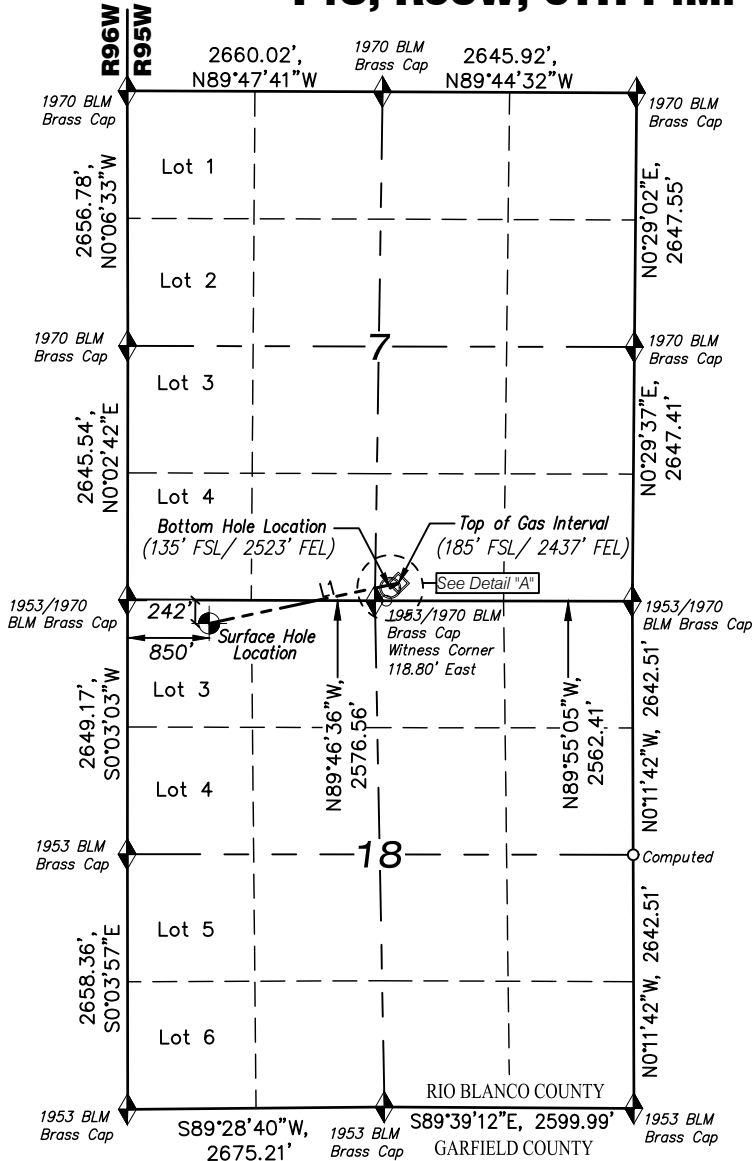 R96W
R95W
2660.02',
N89°47'41"W
1970 BLM
Brass Cap
2645.92',
N89°44'32"W
1970 BLM
Brass Cap
1970 BLM
Brass Cap
2656.78',
N0°06'33"W
Lot 1
N0°29'02"E,
2647.55'
Lot 2
1970 BLM
Brass Cap
7
1970 BLM
Brass Cap
Lot 3
2645.54',
N0°02'42"E
N0°29'37"E,
2647.41'
Lot 4
Bottom Hole Location
(135' FSL/ 2523' FEL)
Top of Gas Interval
(185' FSL/ 2437' FEL)
L1
See Detail "A"
1953/1970
BLM Brass Cap
242'
850'
Surface Hole
Location
1953/1970 BLM
Brass Cap
Witness Corner
118.80' East
1953/1970
BLM Brass Cap
Lot 3
2649.17',
S0°03'03"W
N89°46'36"W,
2576.56'
N89°55'05"W,
2562.41'
N0°11'42"W, 2642.51'
Lot 4
1953 BLM
Brass Cap
18
Computed
Lot 5
2658.36',
S0°03'57"E
N0°11'42"W, 2642.51'
Lot 6
RIO BLANCO COUNTY
1953 BLM
Brass Cap
S89°28'40"W,
2675.21'
1953 BLM
Brass Cap
S89°39'12"E, 2599.99'
GARFIELD COUNTY
1953 BLM
Brass Cap